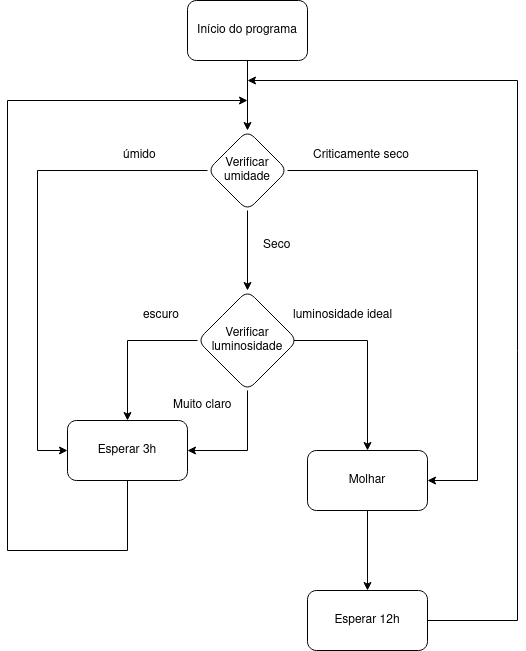 Início do programa
úmido
Criticamente seco
Verificar
umidade
Seco
escuro
luminosidade ideal
Verificar
luminosidade
Muito claro
Esperar 3h
Molhar
Esperar 12h